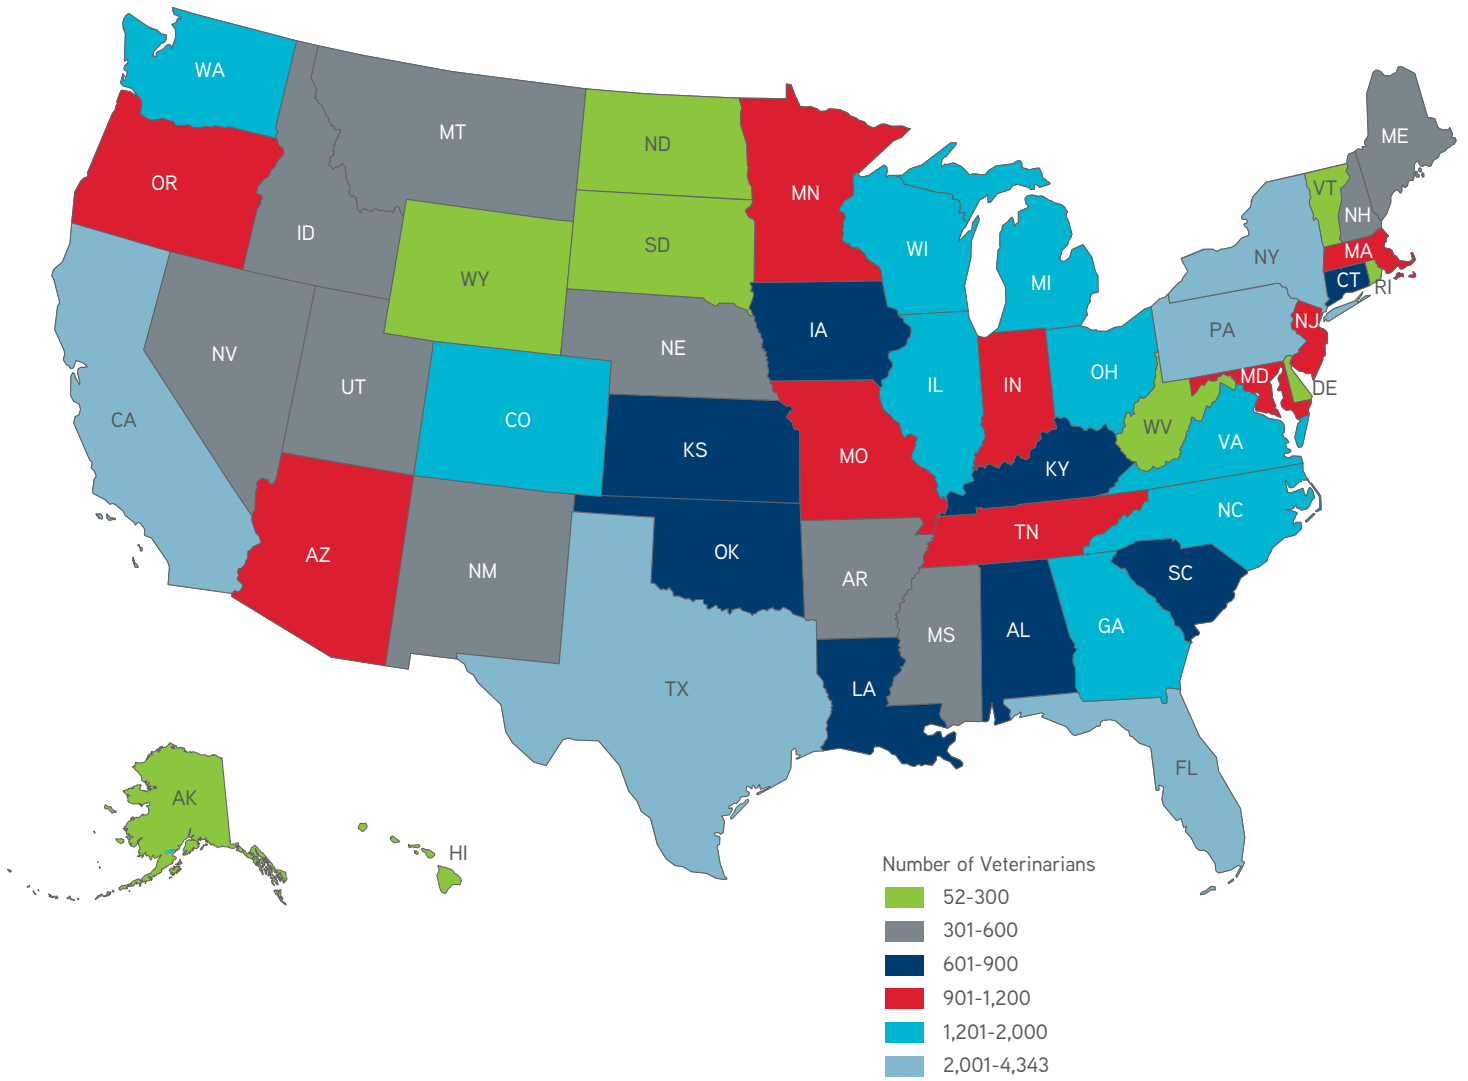 WA
MT
ND
ME
OR
MN
VT
ID
SD
WI
NH
WY
MI
NY
MA
CT
RI
NV
NE
IA
PA
NJ
UT
IL
IN
OH
MD
DE
CA
CO
KS
MO
KY
WV
VA
AZ
NM
OK
AR
TN
NC
MS
AL
GA
SC
TX
LA
FL
AK
HI
Number of Veterinarians
52-300
301-600
601-900
901-1,200
1,201-2,000
2,001-4,343